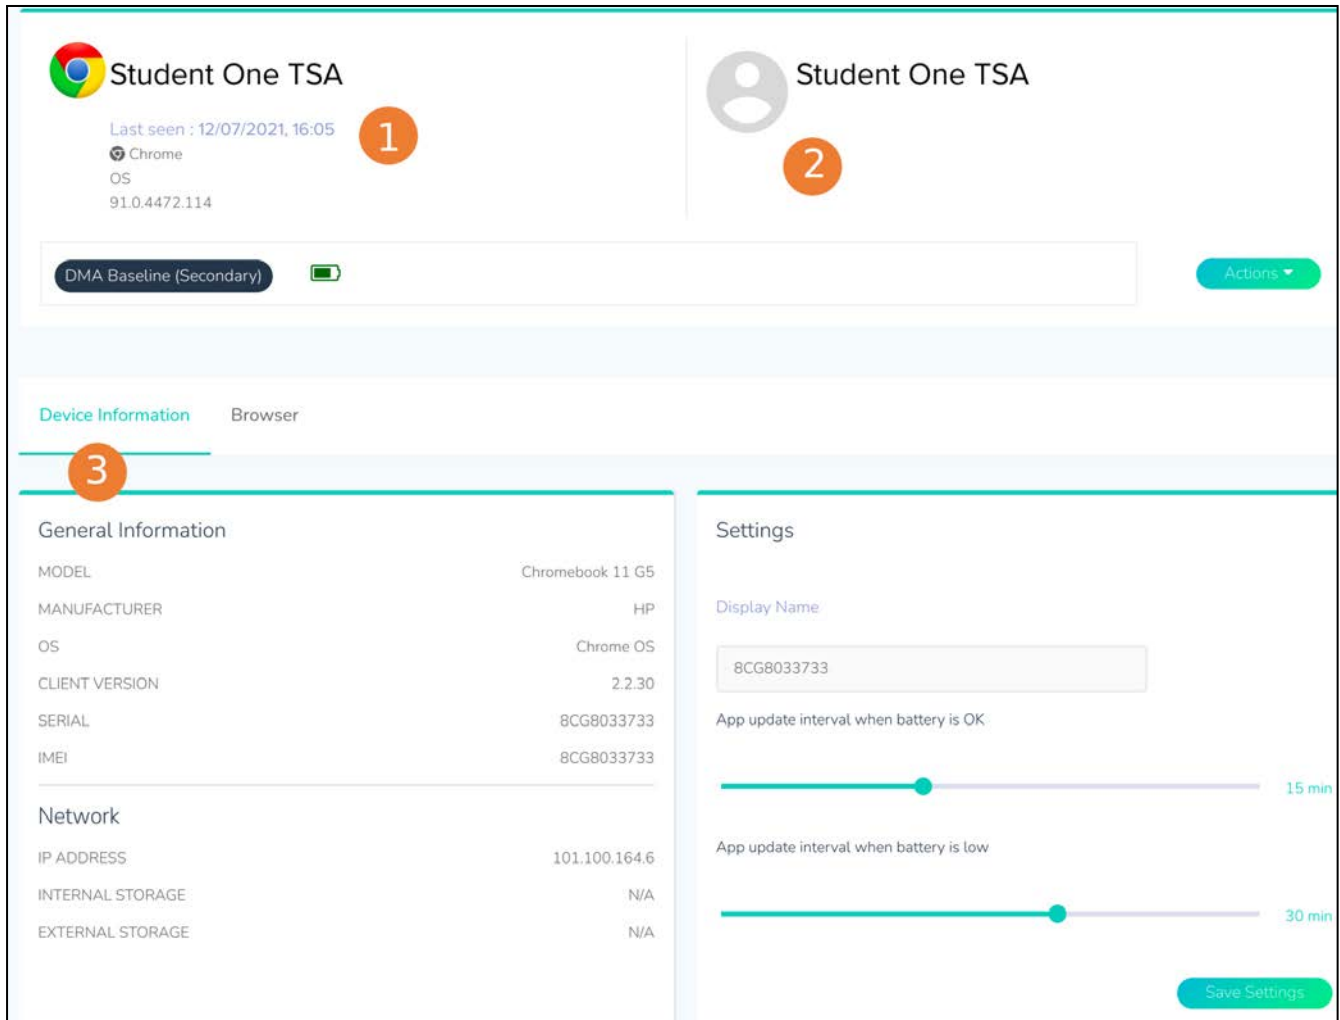 Student One TSA
Last seen : 12/07/2021, 16:05
1
Chrome
OS
91.0.4472.114
Student One TSA
2
DMA Baseline (Secondary)
Actions
Device Information
Browser
3
General Information
MODEL Chromebook 11 G5
MANUFACTURER HP
OS Chrome OS
CLIENT VERSION 2.2.30
SERIAL 8CG8033733
IMEI 8CG8033733
Network
IP ADDRESS 101.100.164.6
INTERNAL STORAGE N/A
EXTERNAL STORAGE N/A
Settings
Display Name
8CG8033733
App update interval when battery is OK
15 min
App update interval when battery is low
30 min
Save Settings